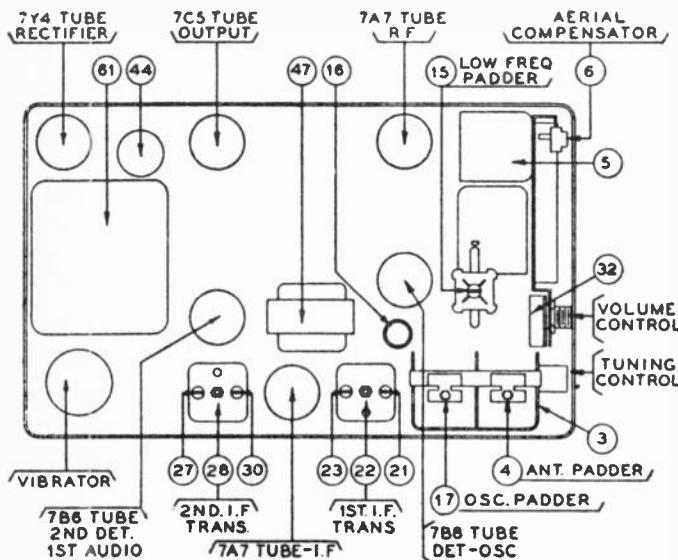 7Y4 TUBE
RECTIFIER
7C5 TUBE
OUTPUT
7A7 TUBE
RF
AERIAL
COMPENSATOR
61
44
47
16
15
LOW FREQ
PADDER
6
5
32
VOLUME
CONTROL
TUNING
CONTROL
3
27
28
30
23
22
21
4
ANT. PADDER
VIBRATOR
2ND. I.F
TRANS.
1ST. I.F.
TRANS
17
OSC. PADDER
7B6 TUBE
2ND DET.
1ST AUDIO
7A7 TUBE-I.F
7B8 TUBE
DET-OSC